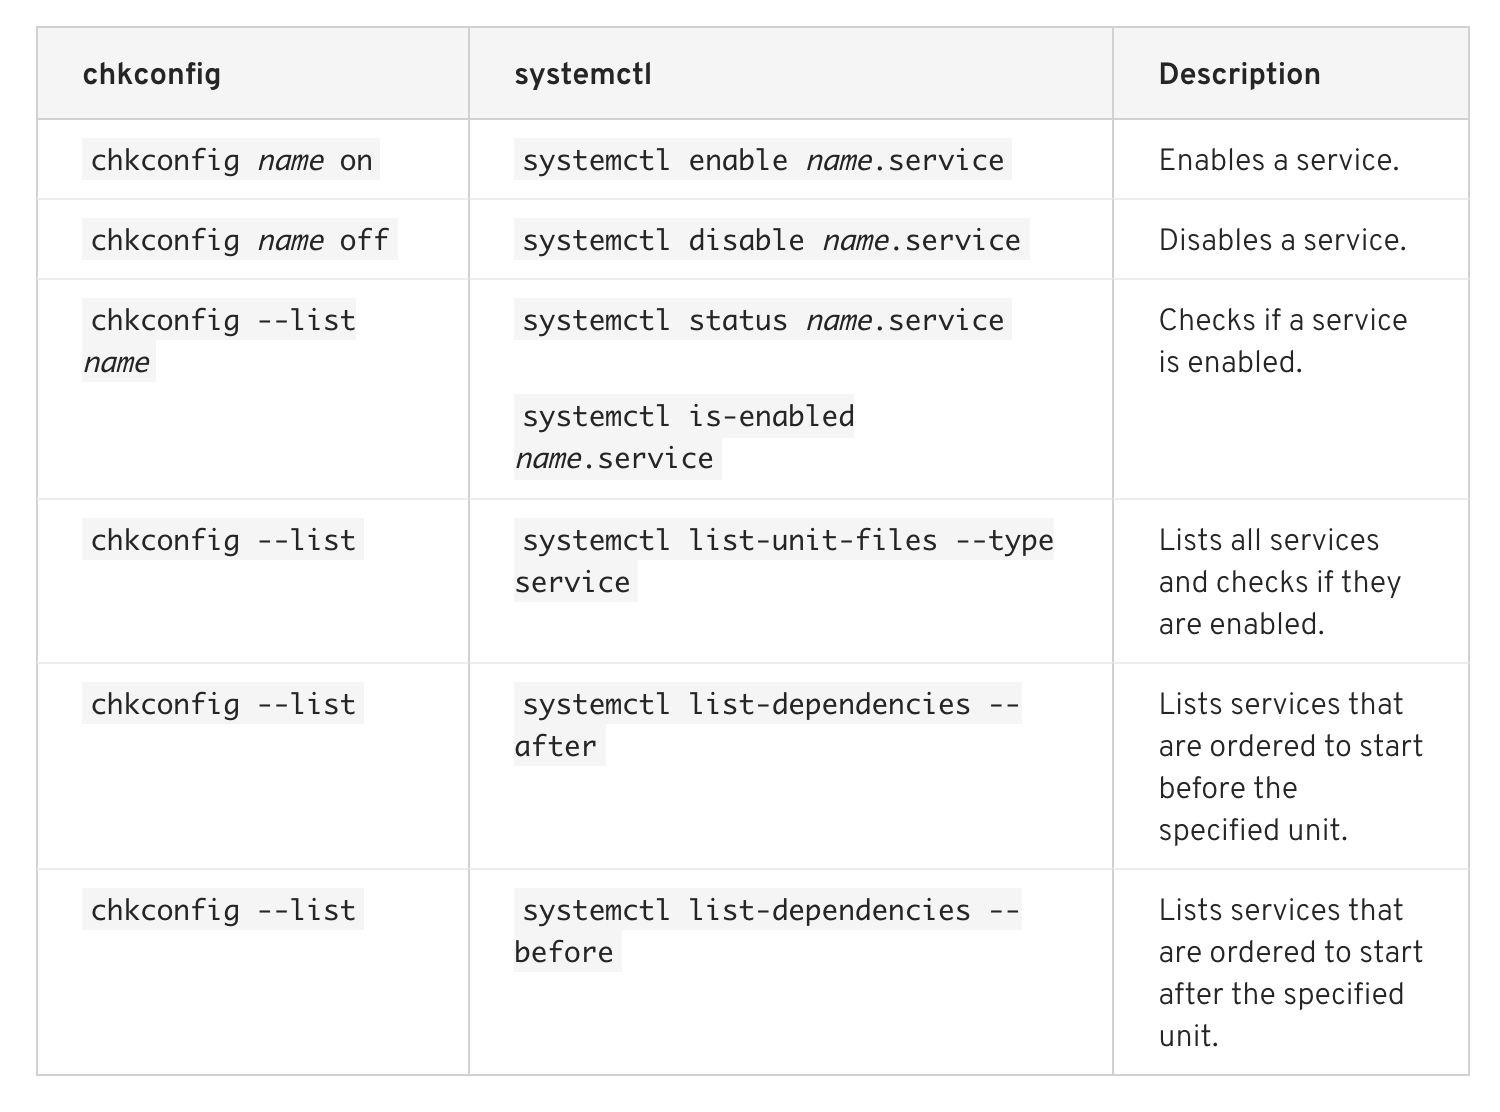 chkconfig systemctl Description
chkconfig name on systemctl enable name.service Enables a service.
chkconfig name off systemctl disable name.service Disables a service.
chkconfig --list
name
systemctl status name.service
systemctl is-enabled
name.service
Checks if a service
is enabled.
chkconfig --list
systemctl list-unit-files --type
service
Lists all services
and checks if they
are enabled.
chkconfig --list
systemctl list-dependencies --
after
Lists services that
are ordered to start
before the
specified unit.
chkconfig --list
systemctl list-dependencies --
before
Lists services that
are ordered to start
after the specified
unit.